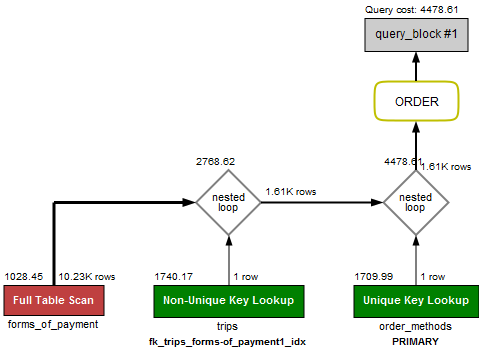 Query cost: 4478.61
query_block #1
ORDER
2768.62
4478.61
1.61K rows
nested
loop
1.61K rows
nested
loop
1028.45
10.23K rows
1740.17
1 row
1709.99
1 row
Full Table Scan
Non-Unique Key Lookup
Unique Key Lookup
forms_of_payment
trips
order_methods
fk_trips_forms-of_payment1_idx
PRIMARY